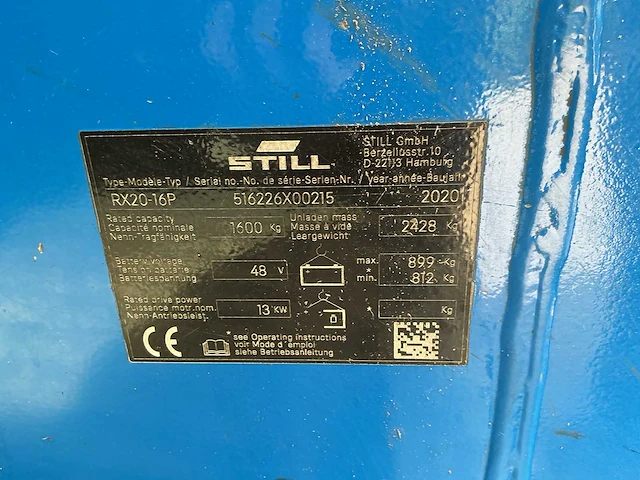 STILL
STILL GmbH
Berzeliusstr.10
D-22113 Hamburg
Type-Modèle-Typ / Serial no.-No. de série-Serien-Nr. / Year-année-Baujahr
RX20-16P 516226X00215 / 2020
Rated capacity
Capacité nominale
Nenn-Tragfähigkeit
1600 Kg
Unladen mass
Masse à vide
Leergewicht
2428 Kg
Battery voltage
Tension batterie
Batteriespannung
48 V
max. 899 Kg
*
min. 812 Kg
Rated drive power
Puissance motr.nom.
Nenn-Antriebsleist.
13 KW
Kg
CE
*see Operating instructions
voir Mode d'emploi
siehe Betriebsanleitung